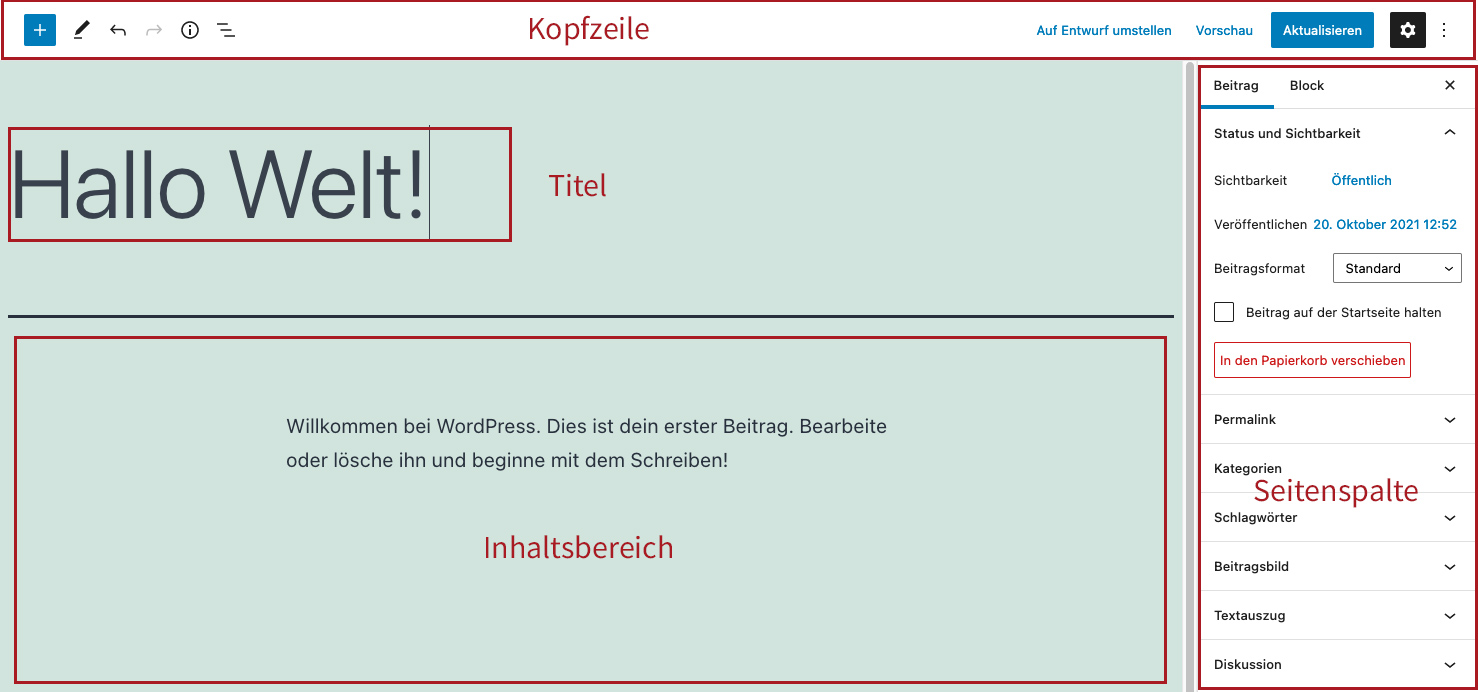 Kopfzeile
Auf Entwurf umstellen Vorschau Aktualisieren
Hallo Welt!
Titel
Willkommen bei WordPress. Dies ist dein erster Beitrag. Bearbeite
oder lösche ihn und beginne mit dem Schreiben!
Inhaltsbereich
Beitrag Block
Status und Sichtbarkeit
Sichtbarkeit Öffentlich
Veröffentlichen 20. Oktober 2021 12:52
Beitragsformat Standard
Beitrag auf der Startseite halten
In den Papierkorb verschieben
Permalink
Kategorien
Seitenspalte
Schlagwörter
Beitragsbild
Textauszug
Diskussion